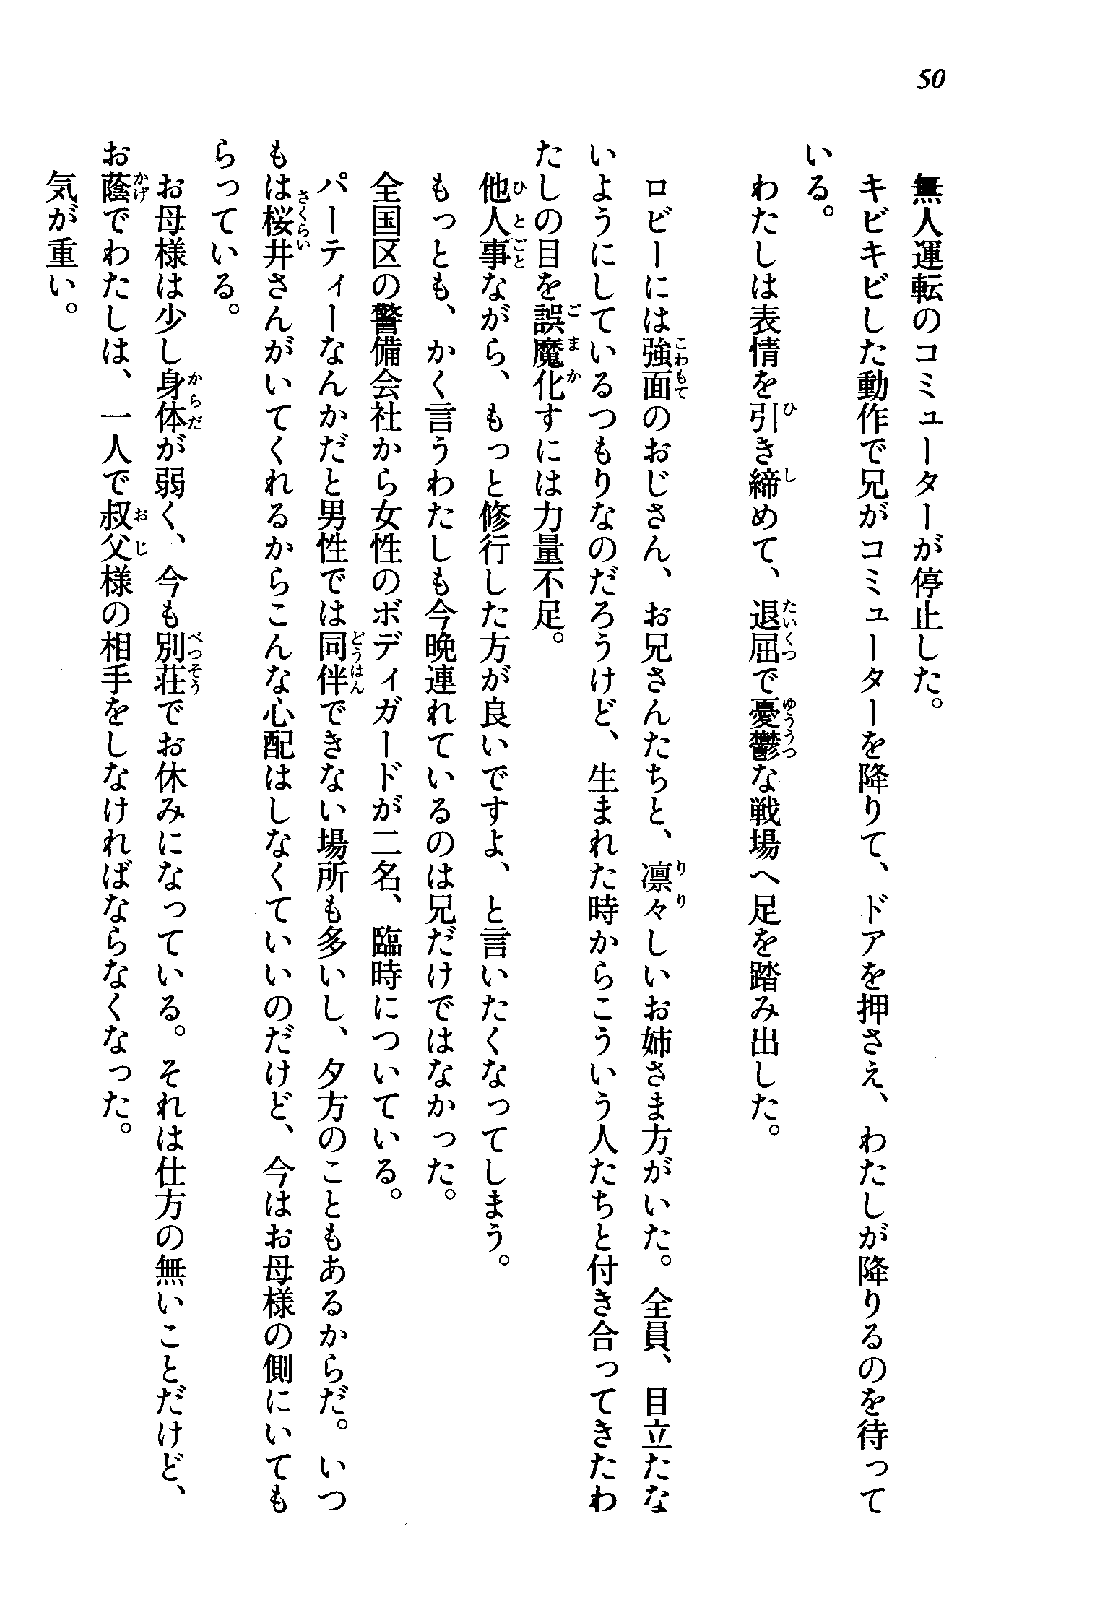 50
無人運転のコミューターが停止した。
キビキビした動作で兄がコミューターを降りて、ドアを押さえ、わたしが降りるのを待って
いる。
わたしは表情を引き締めて、退屈で憂鬱な戦場へ足を踏み出した。
ロビーには強面のおじさん、お兄さんたちと、凛々しいお姉さま方がいた。全員、目立たな
いようにしているつもりなのだろうけど、生まれた時からこういう人たちと付き合ってきたわ
たしの目を誤魔化すには力量不足。
他人事ながら、もっと修行した方が良いですよ、と言いたくなってしまう。
もっとも、かく言うわたしも今晩連れているのは兄だけではなかった。
全国区の警備会社から女性のボディガードが二名、臨時についている。
パーティーなんかだと男性では同伴できない場所も多いし、夕方のこともあるからだ。いつ
もは桜井さんがいてくれるからこんな心配はしなくていいのだけど、今はお母様の側にいても
らっている。
お母様は少し身体が弱く、今も別荘でお休みになっている。それは仕方の無いことだけど、
お蔭でわたしは、一人で叔父様の相手をしなければならなくなった。
気が重い。